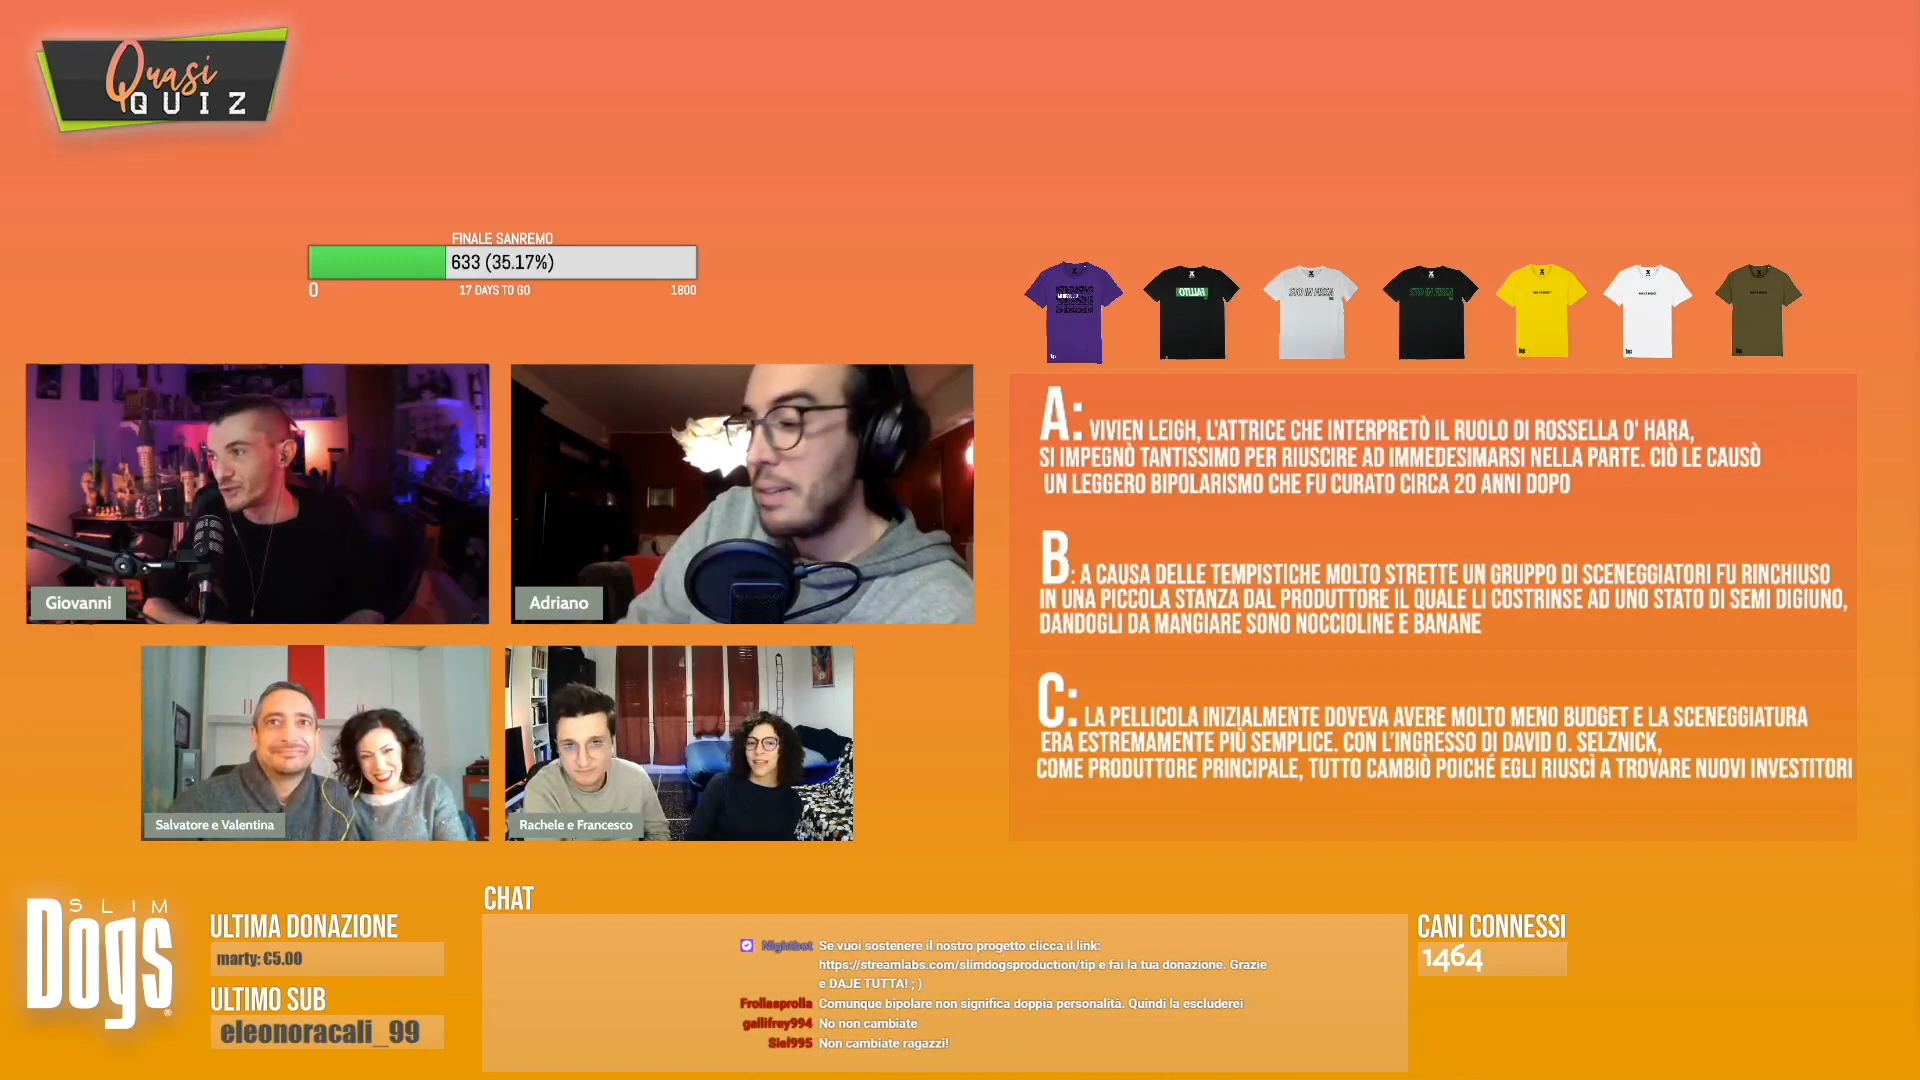 Quasi
QUIZ
FINALE SANREMO
633 (35.17%)
0
17 DAYS TO GO
1800
A: VIVIEN LEIGH, L'ATTRICE CHE INTERPRETÒ IL RUOLO DI ROSSELLA O' HARA,
SI IMPEGNÒ TANTISSIMO PER RIUSCIRE AD IMMEDESIMARSI NELLA PARTE. CIÒ LE CAUSÒ
UN LEGGERO BIPOLARISMO CHE FU CURATO CIRCA 20 ANNI DOPO
B: A CAUSA DELLE TEMPISTICHE MOLTO STRETTE UN GRUPPO DI SCENEGGIATORI FU RINCHIUSO
IN UNA PICCOLA STANZA DAL PRODUTTORE IL QUALE LI COSTRINSE AD UNO STATO DI SEMI DIGIUNO,
DANDOGLI DA MANGIARE SONO NOCCIOLINE E BANANE
C: LA PELLICOLA INIZIALMENTE DOVEVA AVERE MOLTO MENO BUDGET E LA SCENEGGIATURA
ERA ESTREMAMENTE PIÙ SEMPLICE. CON L'INGRESSO DI DAVID O. SELZNICK,
COME PRODUTTORE PRINCIPALE, TUTTO CAMBIÒ POICHÉ EGLI RIUSCÌ A TROVARE NUOVI INVESTITORI
Giovanni
Adriano
Salvatore e Valentina
Rachele e Francesco
SLIM
Dogs®
ULTIMA DONAZIONE
marty: €5.00
ULTIMO SUB
eleonoracali_99
CHAT
Nightbot Se vuoi sostenere il nostro progetto clicca il link:
https://streamlabs.com/slimdogsproduction/tip e fai la tua donazione. Grazie
e DAJE TUTTA! ; )
Frollasprolla Comunque bipolare non significa doppia personalità. Quindi la escluderei
gallifrey994 No non cambiate
Siel995 Non cambiate ragazzi!
CANI CONNESSI
1464